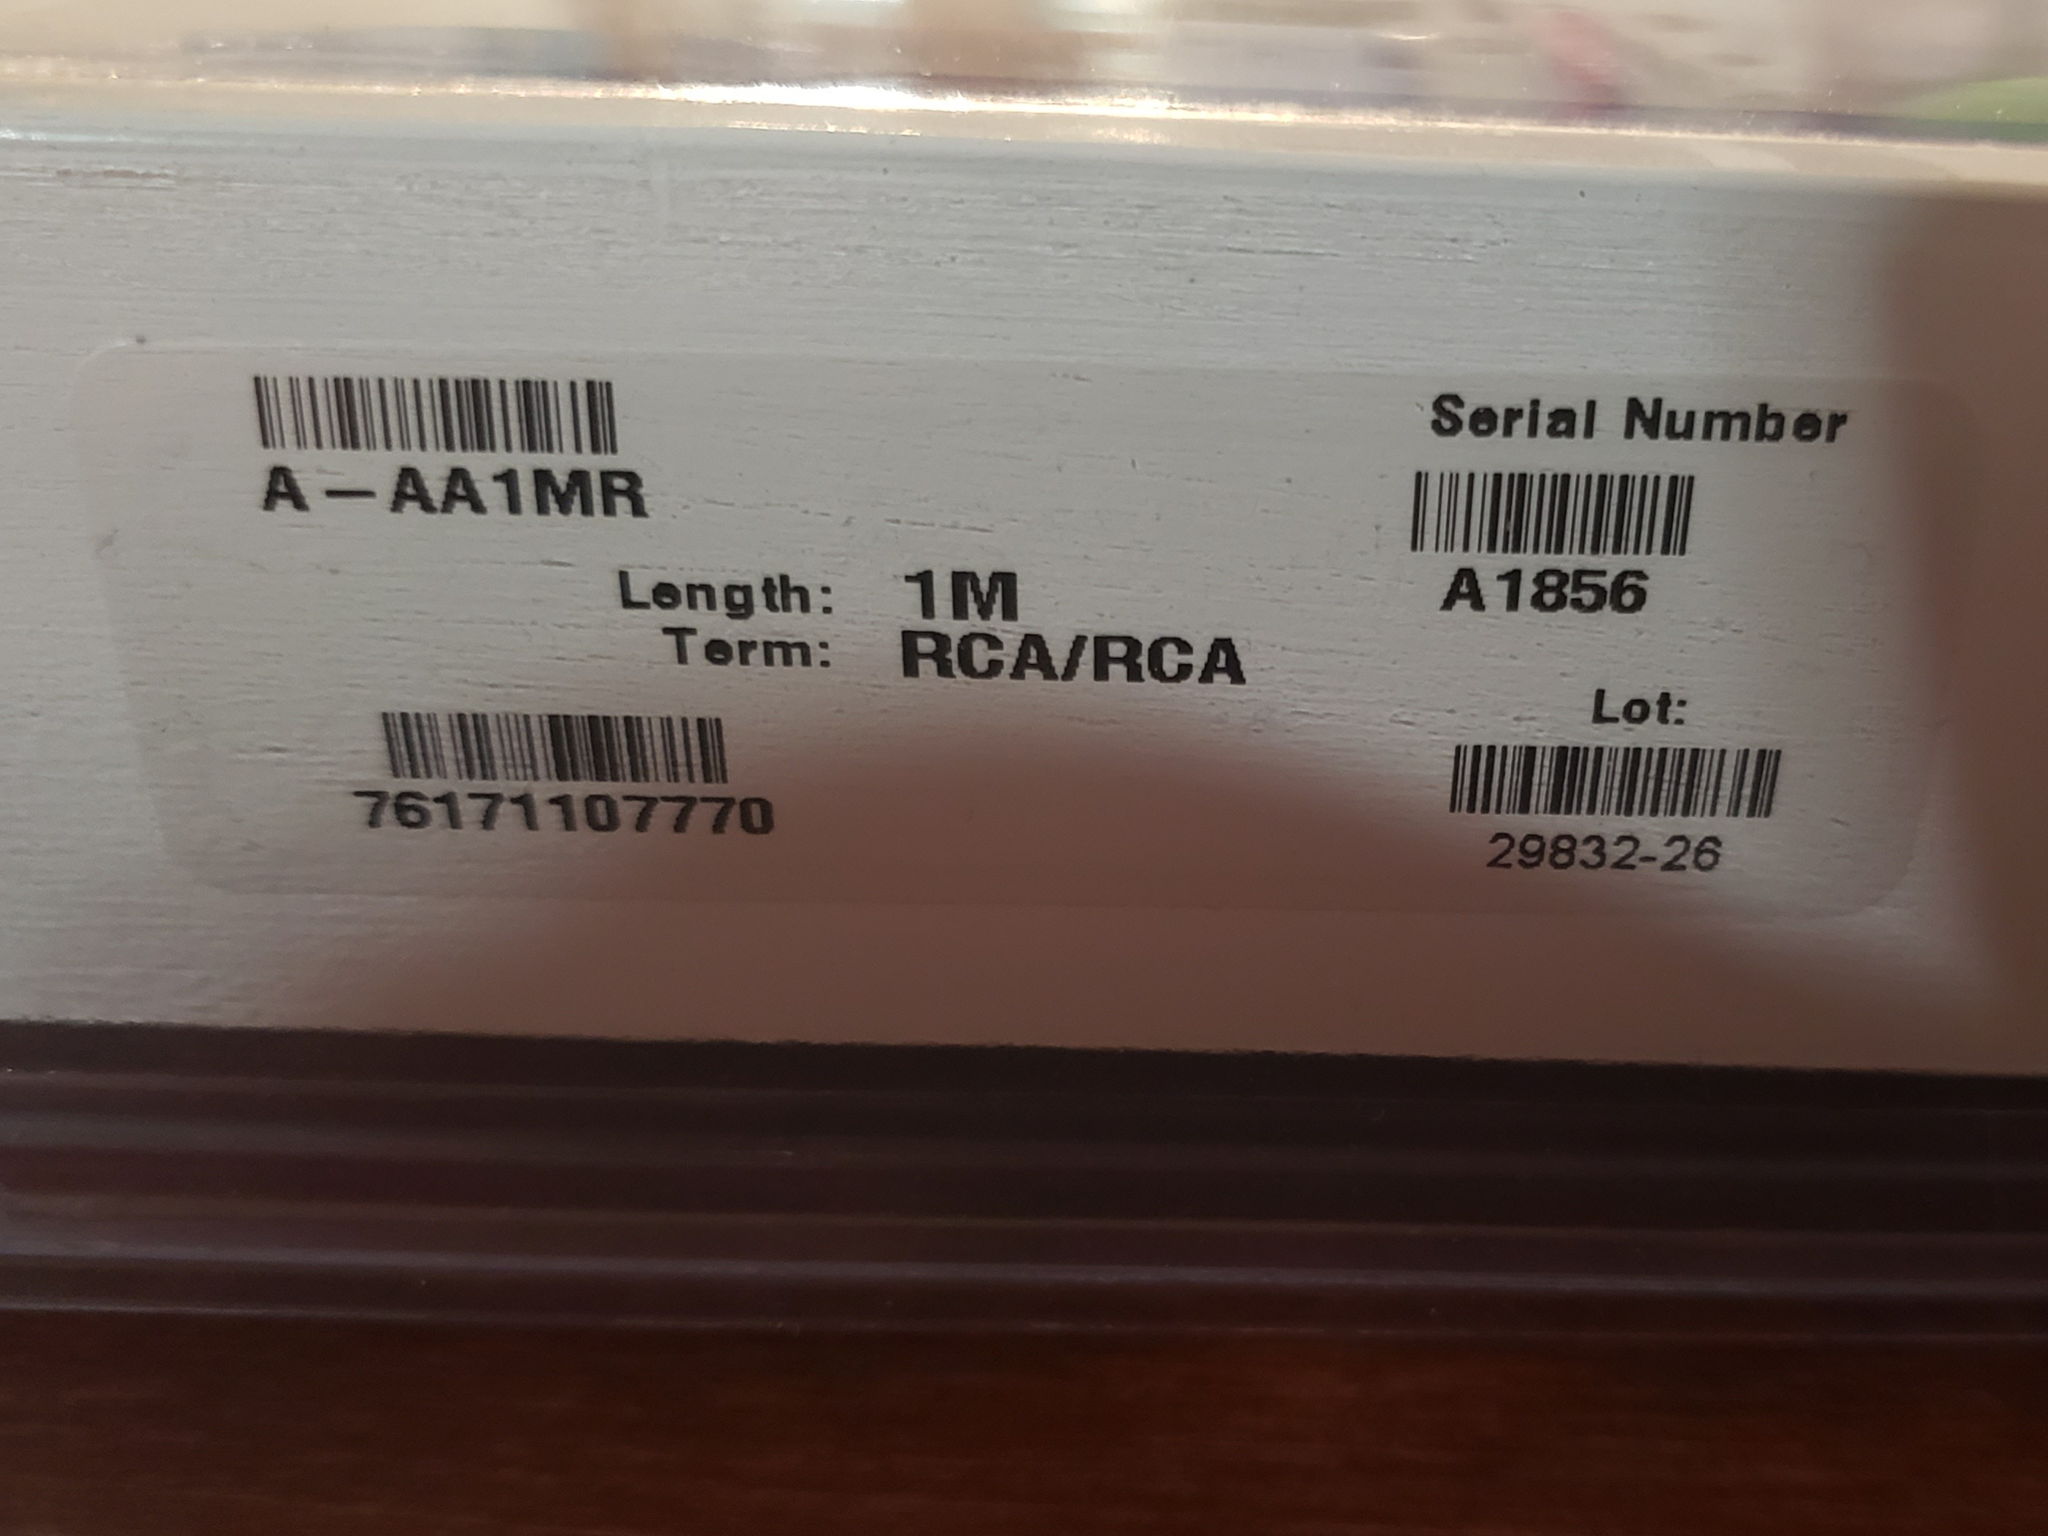 A-AA1MR
Serial Number
A1856
Length: 1M
Term: RCA/RCA
Lot:
29832-26
76171107770